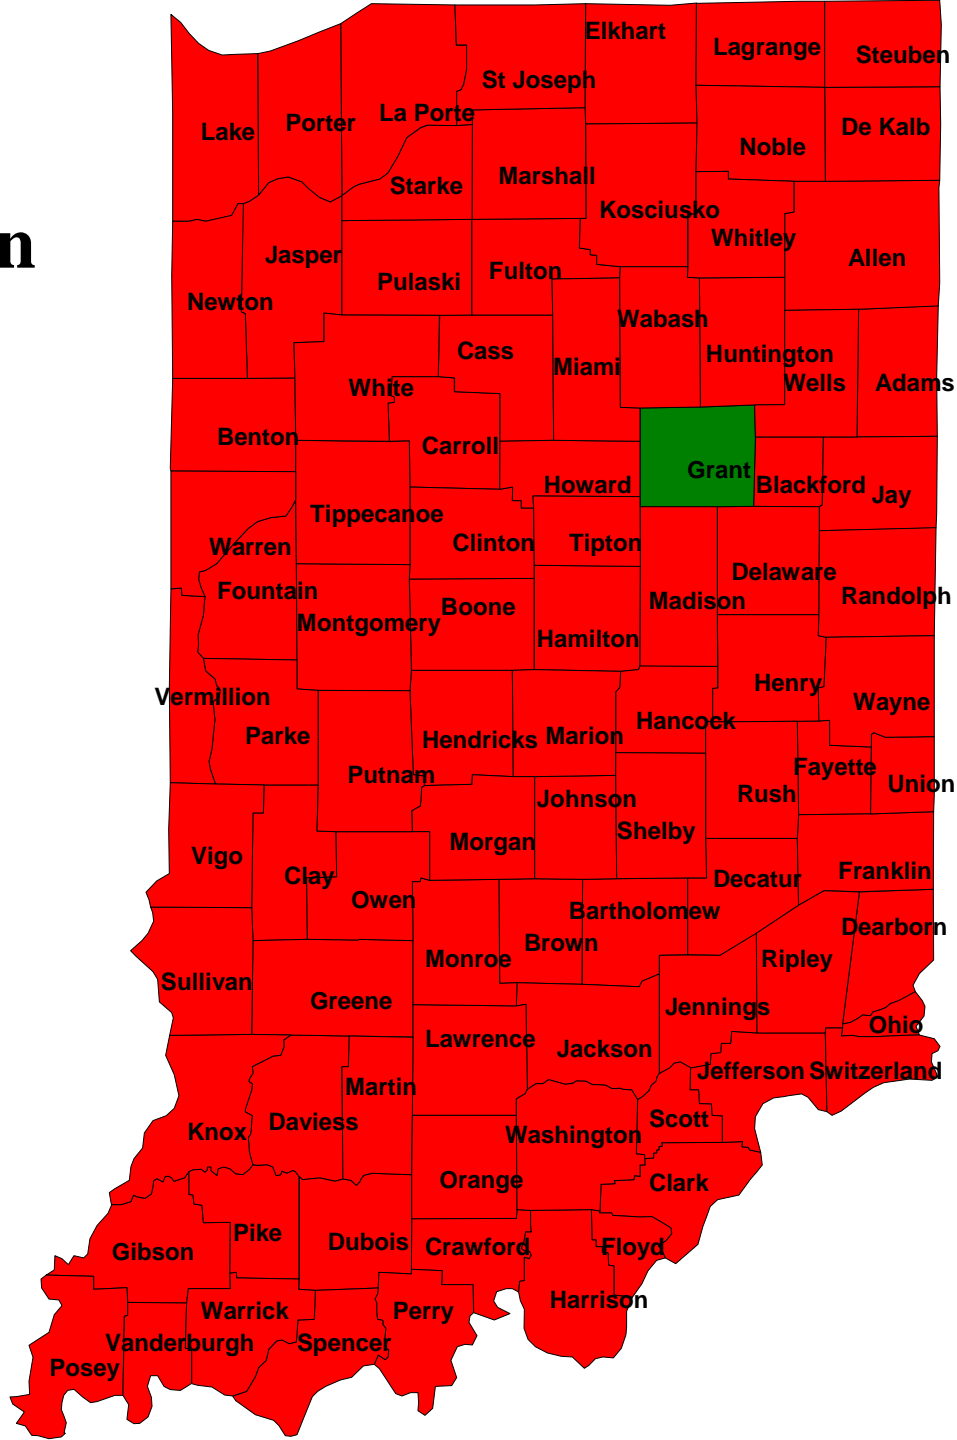 Elkhart
Lagrange
Steuben
St Joseph
La Porte
Porter
Lake
De Kalb
Noble
Marshall
Starke
Kosciusko
Whitley
n
Jasper
Allen
Fulton
Pulaski
Newton
Wabash
Cass
Huntington
Miami
Wells
Adams
White
Benton
Carroll
Grant
Howard
Blackford
Jay
Tippecanoe
Warren
Clinton
Tipton
Delaware
Fountain
Randolph
Madison
Boone
Montgomery
Hamilton
Henry
Vermillion
Wayne
Hancock
Parke
Hendricks
Marion
Fayette
Putnam
Union
Rush
Johnson
Shelby
Morgan
Vigo
Franklin
Clay
Decatur
Owen
Bartholomew
Dearborn
Brown
Monroe
Ripley
Sullivan
Greene
Jennings
Ohio
Lawrence
Jackson
Jefferson
Switzerland
Martin
Scott
Daviess
Knox
Washington
Orange
Clark
Pike
Dubois
Crawford
Floyd
Gibson
Harrison
Warrick
Perry
Vanderburgh
Spencer
Posey